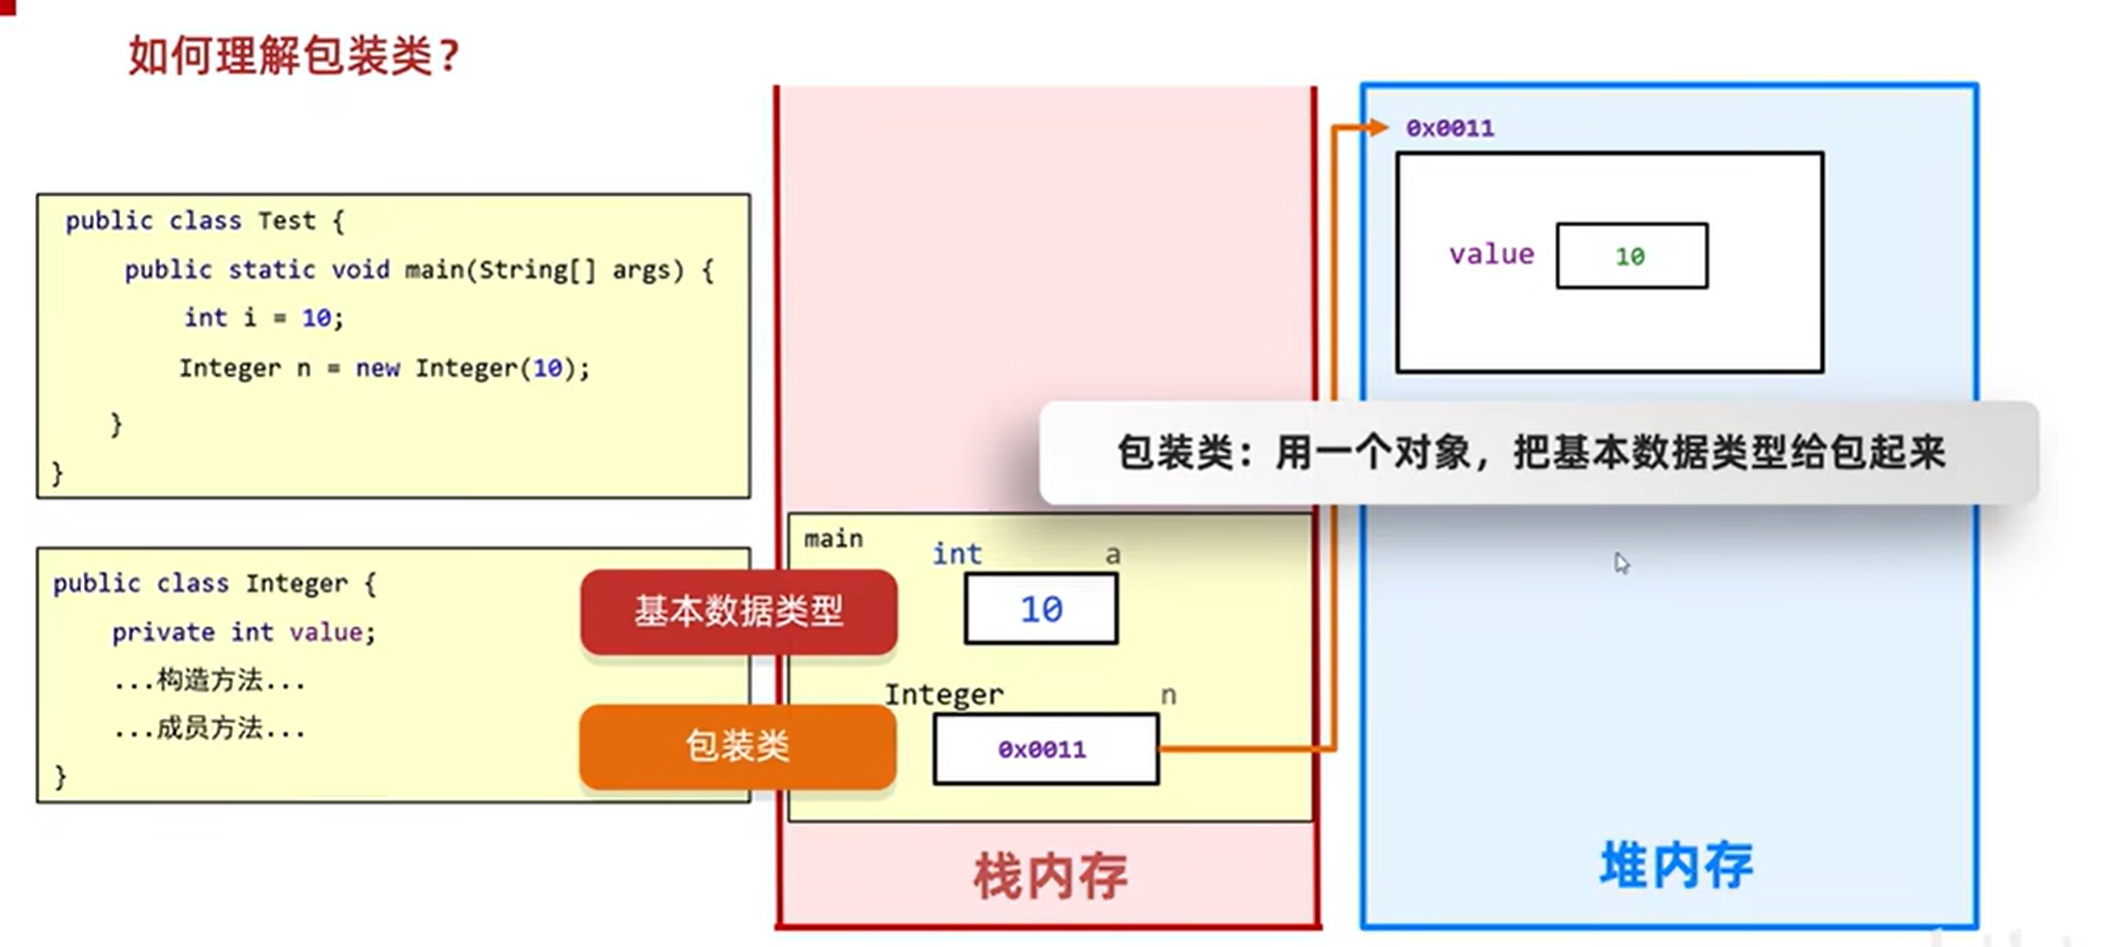 如何理解包装类？
public class Test {
public static void main(String[] args) {
int i = 10;
Integer n = new Integer(10);
}
}
public class Integer {
private int value;
...构造方法...
...成员方法...
}
基本数据类型
包装类
main
int a
10
Integer n
0x0011
栈内存
0x0011
value 10
包装类：用一个对象，把基本数据类型给包起来
堆内存